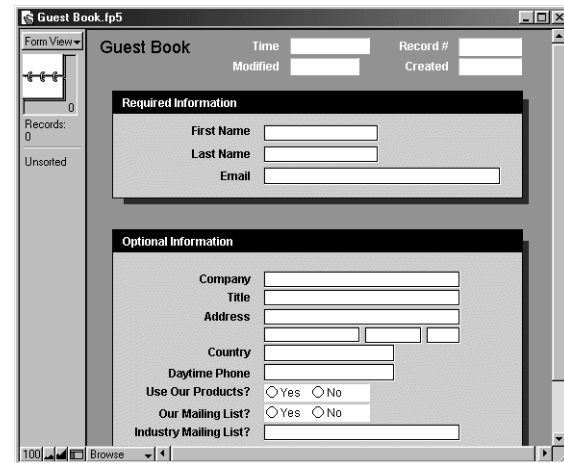 Guest Book.fp5
Form View
Guest Book Time Record #
Modified Created
0
Records:
0
Unsorted
Required Information
First Name
Last Name
Email
Optional Information
Company
Title
Address
Country
Daytime Phone
Use Our Products? Yes No
Our Mailing List? Yes No
Industry Mailing List?
100 Browse